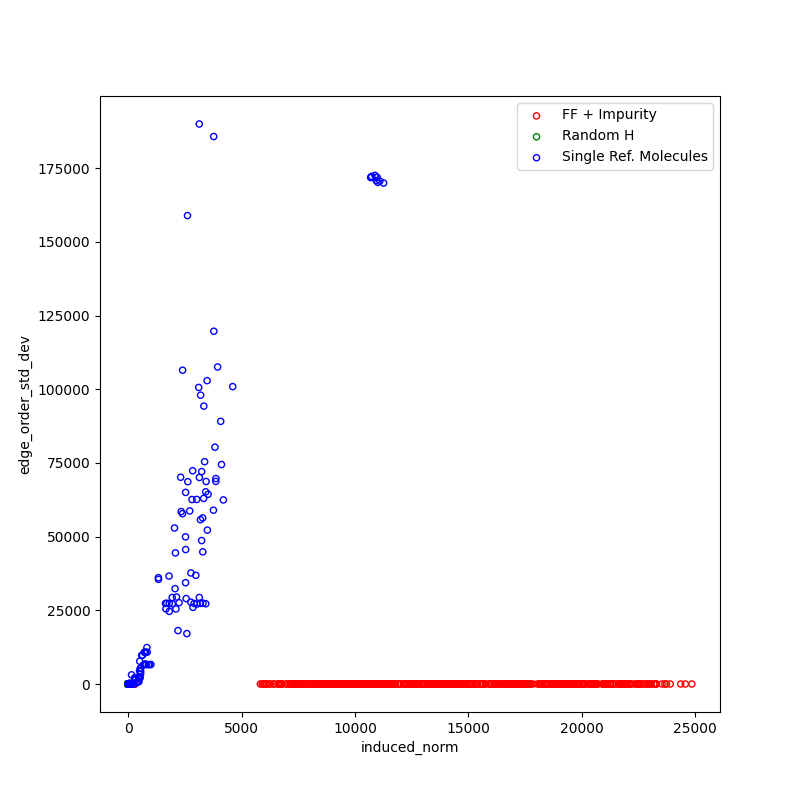 FF + Impurity
Random H
Single Ref. Molecules
175000
150000
125000
100000
75000
50000
25000
0
edge_order_std_dev
0 5000 10000 15000 20000 25000
induced_norm